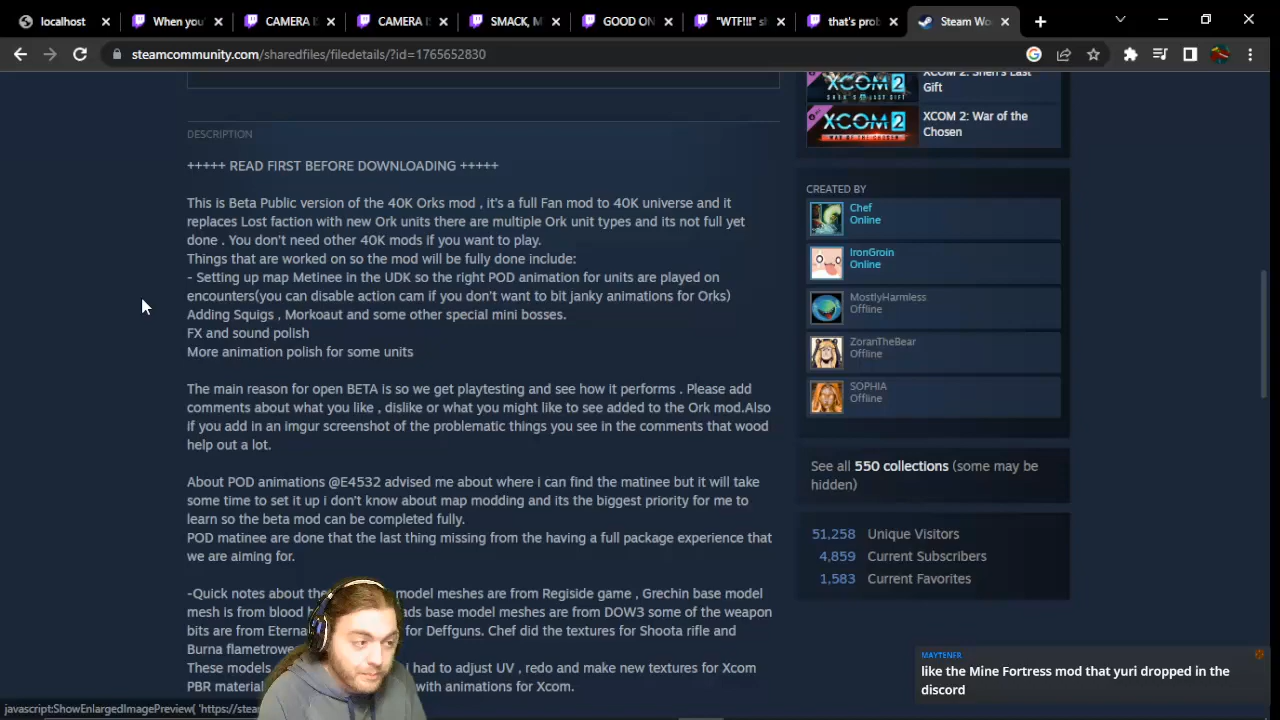 localhost
When you'
CAMERA I
CAMERA I
SMACK, M
GOOD ON
"WTF!!!" s
that's pro
Steam Wo
steamcommunity.com/sharedfiles/filedetails/?id=1765652830
XCOM 2: Shen's Last
Gift
XCOM 2: War of the
Chosen
DESCRIPTION
+++++ READ FIRST BEFORE DOWNLOADING +++++
This is Beta Public version of the 40K Orks mod , it's a full Fan mod to 40K universe and it
replaces Lost faction with new Ork units there are multiple Ork unit types and its not full yet
done . You don't need other 40K mods if you want to play.
Things that are worked on so the mod will be fully done include:
- Setting up map Metinee in the UDK so the right POD animation for units are played on
encounters(you can disable action cam if you don't want to bit janky animations for Orks)
Adding Squigs , Morkoaut and some other special mini bosses.
FX and sound polish
More animation polish for some units
The main reason for open BETA is so we get playtesting and see how it performs . Please add
comments about what you like , dislike or what you might like to see added to the Ork mod.Also
if you add in an imgur screenshot of the problematic things you see in the comments that wood
help out a lot.
About POD animations @E4532 advised me about where i can find the matinee but it will take
some time to set it up i don't know about map modding and its the biggest priority for me to
learn so the beta mod can be completed fully.
POD matinee are done that the last thing missing from the having a full package experience that
we are aiming for.
-Quick notes about the model meshes are from Regiside game , Grechin base model
mesh is from blood ads base model meshes are from DOW3 some of the weapon
bits are from Eterna for Deffguns. Chef did the textures for Shoota rifle and
Burna flametrowe
These models i had to adjust UV , redo and make new textures for Xcom
PBR material with animations for Xcom.
CREATED BY
Chef
Online
IronGroin
Online
MostlyHarmless
Offline
ZoranTheBear
Offline
SOPHIA
Offline
See all 550 collections (some may be
hidden)
51,258 Unique Visitors
4,859 Current Subscribers
1,583 Current Favorites
MAYTENER
like the Mine Fortress mod that yuri dropped in the
discord
javascript:ShowEnlargedImagePreview( 'https://stea